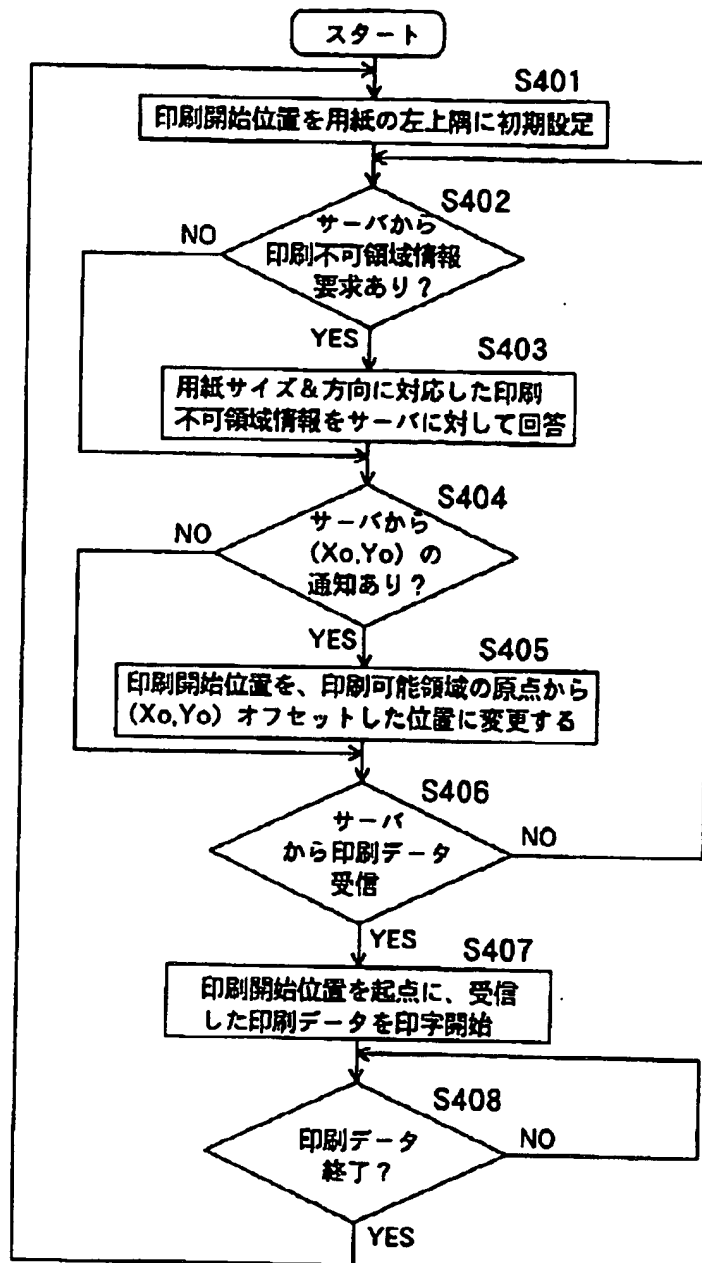 スタート
S401
印刷開始位置を用紙の左上隅に初期設定
S402
サーバから
印刷不可領域情報
要求あり?
NO
YES
S403
用紙サイズ&方向に対応した印刷
不可領域情報をサーバに対して回答
S404
サーバから
(Xo,Yo) の
通知あり?
NO
YES
S405
印刷開始位置を、印刷可能領域の原点から
(Xo,Yo) オフセットした位置に変更する
S406
サーバ
から印刷データ
受信
NO
YES
S407
印刷開始位置を起点に、受信
した印刷データを印字開始
S408
印刷データ
終了?
NO
YES